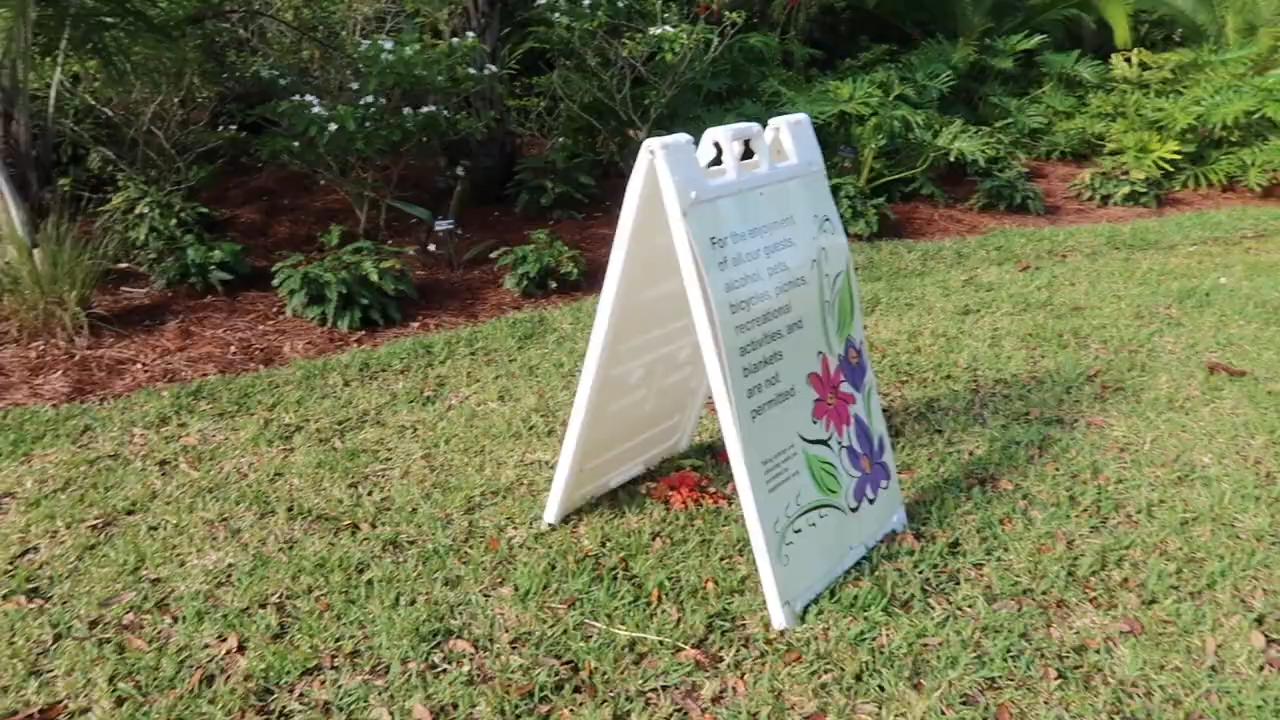 For the enjoyment
of all our guests,
alcohol, pets,
bicycles, picnics,
recreational
activities, and
blankets
are not
permitted